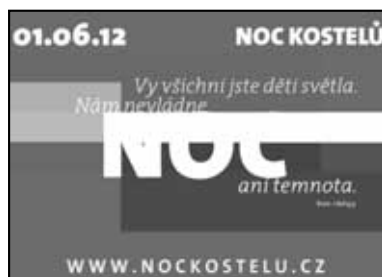 01.06.12 NOC KOSTELŮ
Vy všichni jste děti světla.
Nám nevládne
NOC
ani temnota.
WWW.NOCKOSTELU.CZ